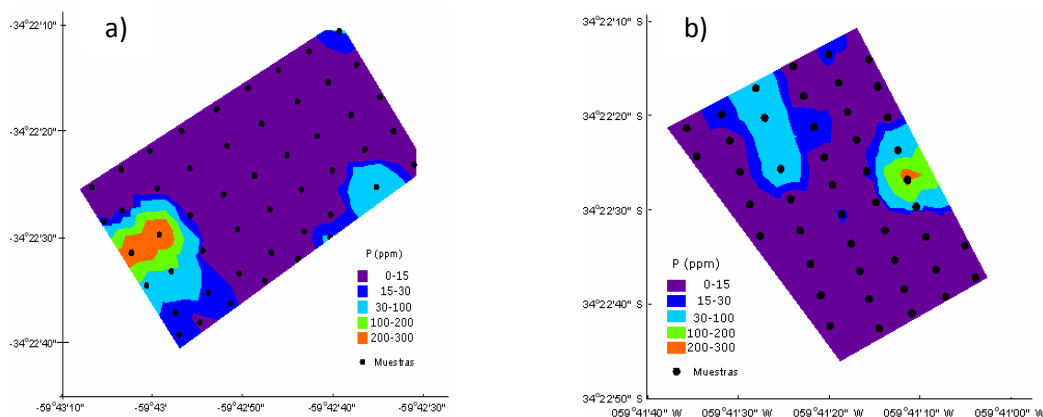 a)
-34°22'10"
-34°22'20"
-34°22'30"
-34°22'40"
P (ppm)
0-15
15-30
30-100
100-200
200-300
Muestras
-59°43'10"
-59°43'
-59°42'50"
-59°42'40"
-59°42'30"
b)
34°22'10" S
34°22'20" S
34°22'30" S
34°22'40" S
34°22'50" S
P (ppm)
0-15
15-30
30-100
100-200
200-300
Muestras
059°41'40" W
059°41'30" W
059°41'20" W
059°41'10" W
059°41'00" W